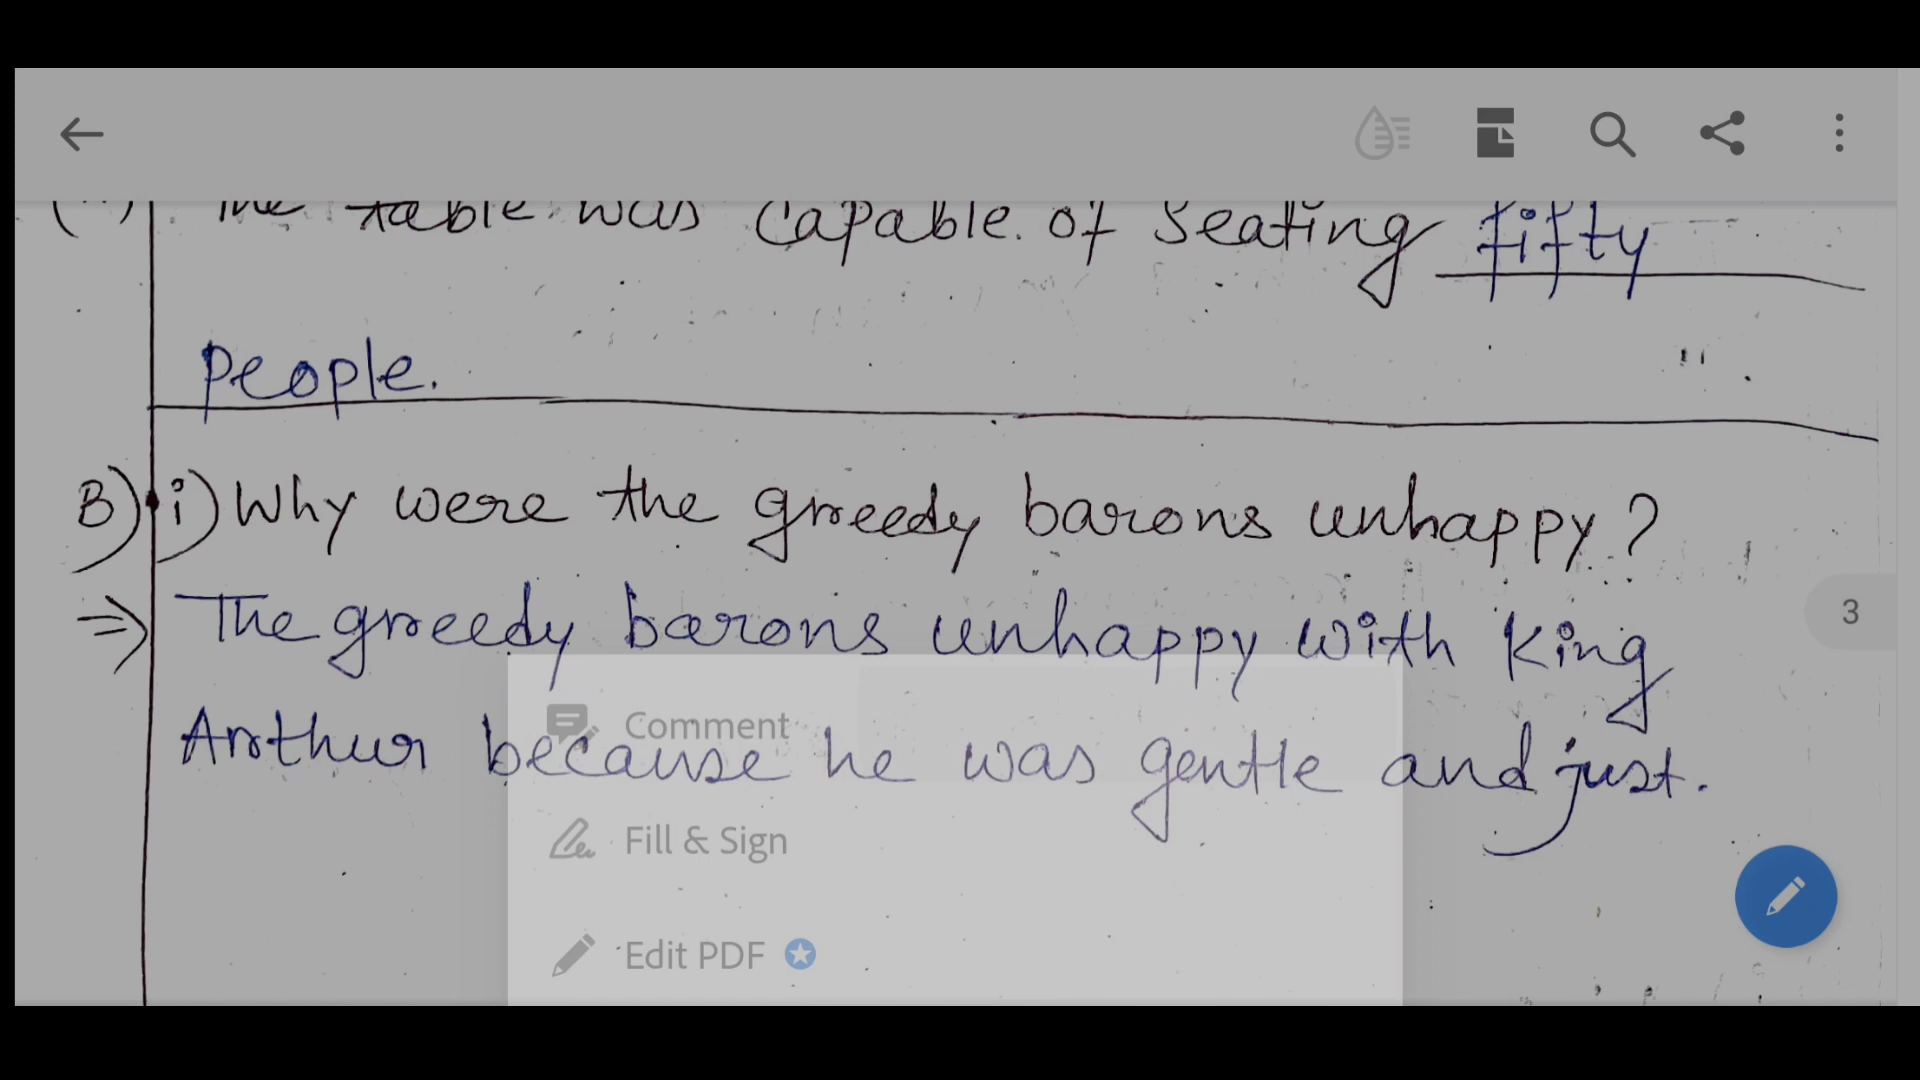 The table was capable of seating fifty
people.
B) i) Why were the greedy barons unhappy?
3
⇒ The greedy barons unhappy with King
Arthur because he was gentle and just.
Comment
Fill & Sign
Edit PDF